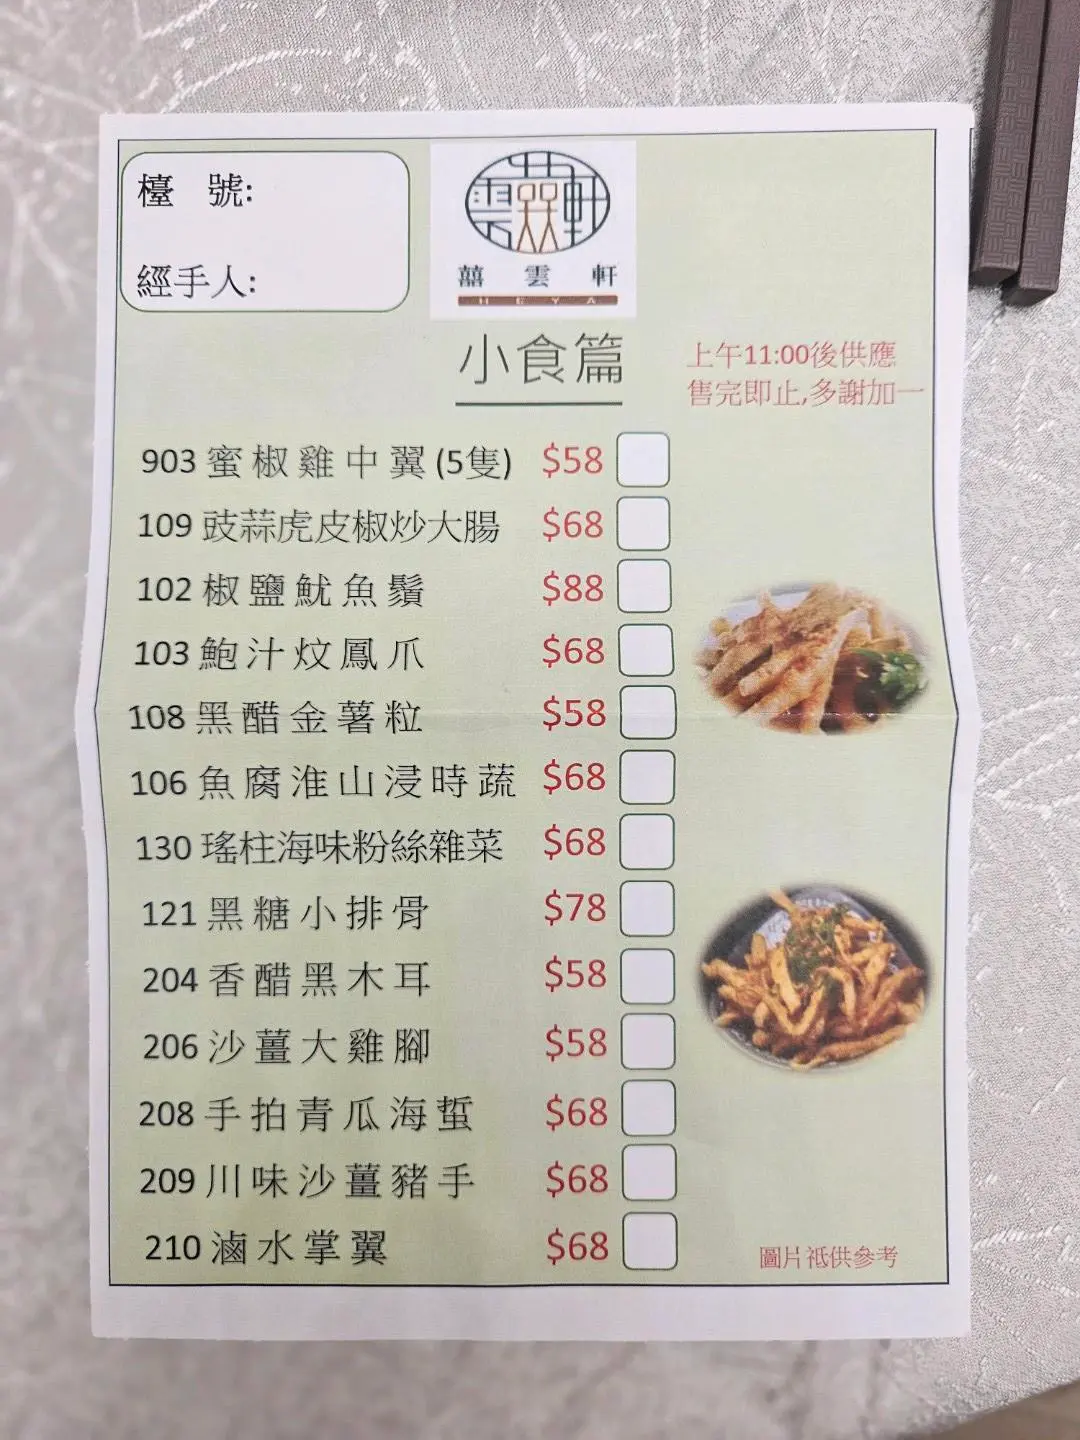 檯 號:
經手人:
囍雲軒
HEYA
小食篇
上午11:00後供應
售完即止,多謝加一
903 蜜椒雞中翼(5隻) $58
109 豉蒜虎皮椒炒大腸 $68
102 椒鹽魷魚鬚 $88
103 鮑汁炆鳳爪 $68
108 黑醋金薯粒 $58
106 魚腐淮山浸時蔬 $68
130 瑤柱海味粉絲雜菜 $68
121 黑糖小排骨 $78
204 香醋黑木耳 $58
206 沙薑大雞腳 $58
208 手拍青瓜海蜇 $68
209 川味沙薑豬手 $68
210 滷水掌翼 $68
圖片祗供參考